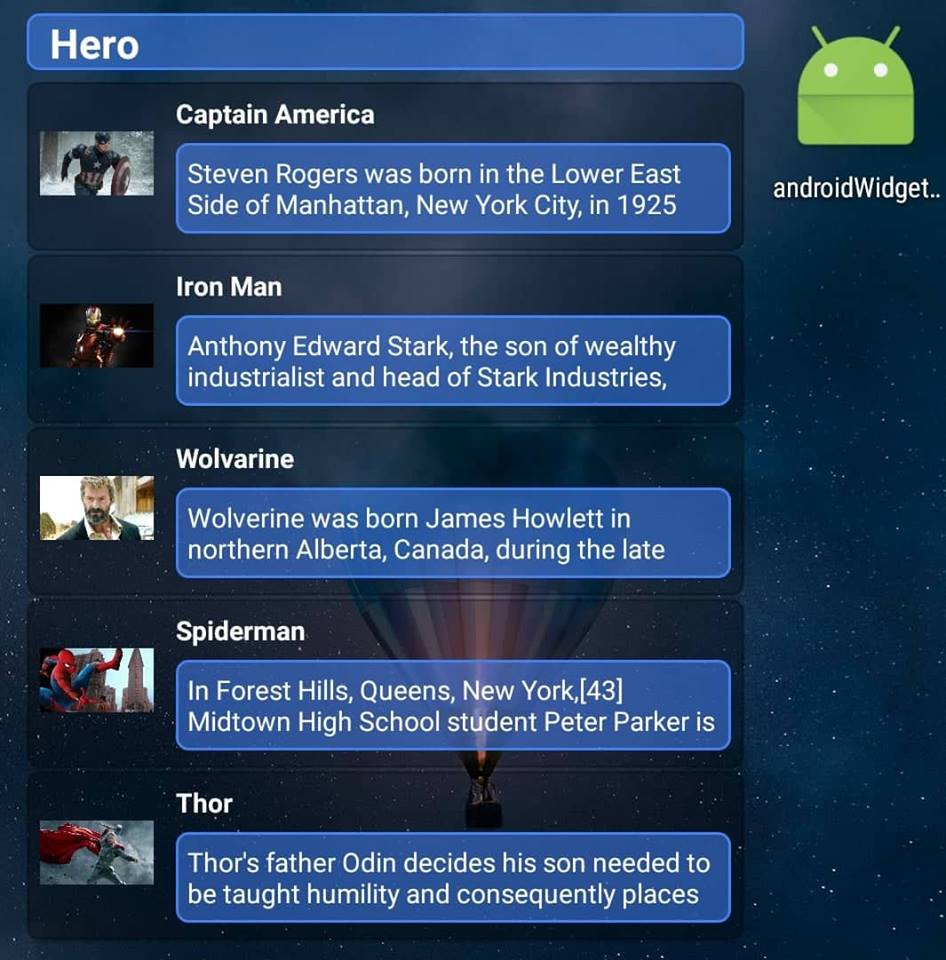 Hero
Captain America
Steven Rogers was born in the Lower East
Side of Manhattan, New York City, in 1925
androidWidget..
Iron Man
Anthony Edward Stark, the son of wealthy
industrialist and head of Stark Industries,
Wolvarine
Wolverine was born James Howlett in
northern Alberta, Canada, during the late
Spiderman
In Forest Hills, Queens, New York,[43]
Midtown High School student Peter Parker is
Thor
Thor's father Odin decides his son needed to
be taught humility and consequently places